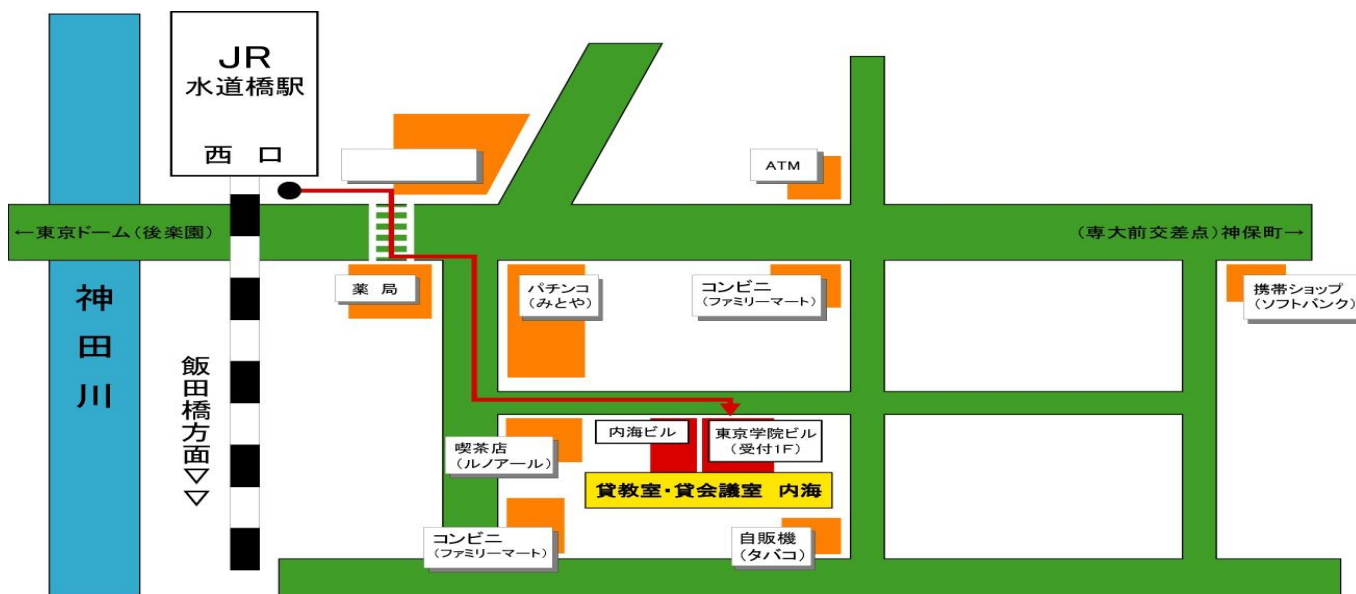 JR
水道橋駅
西 口
ATM
←東京ドーム(後楽園)
(専大前交差点)神保町→
神田川
薬 局
パチンコ
(みとや)
コンビニ
(ファミリーマート)
携帯ショップ
(ソフトバンク)
飯田橋方面▽▽
喫茶店
(ルノアール)
内海ビル
東京学院ビル
(受付1F)
貸教室・貸会議室 内海
コンビニ
(ファミリーマート)
自販機
(タバコ)